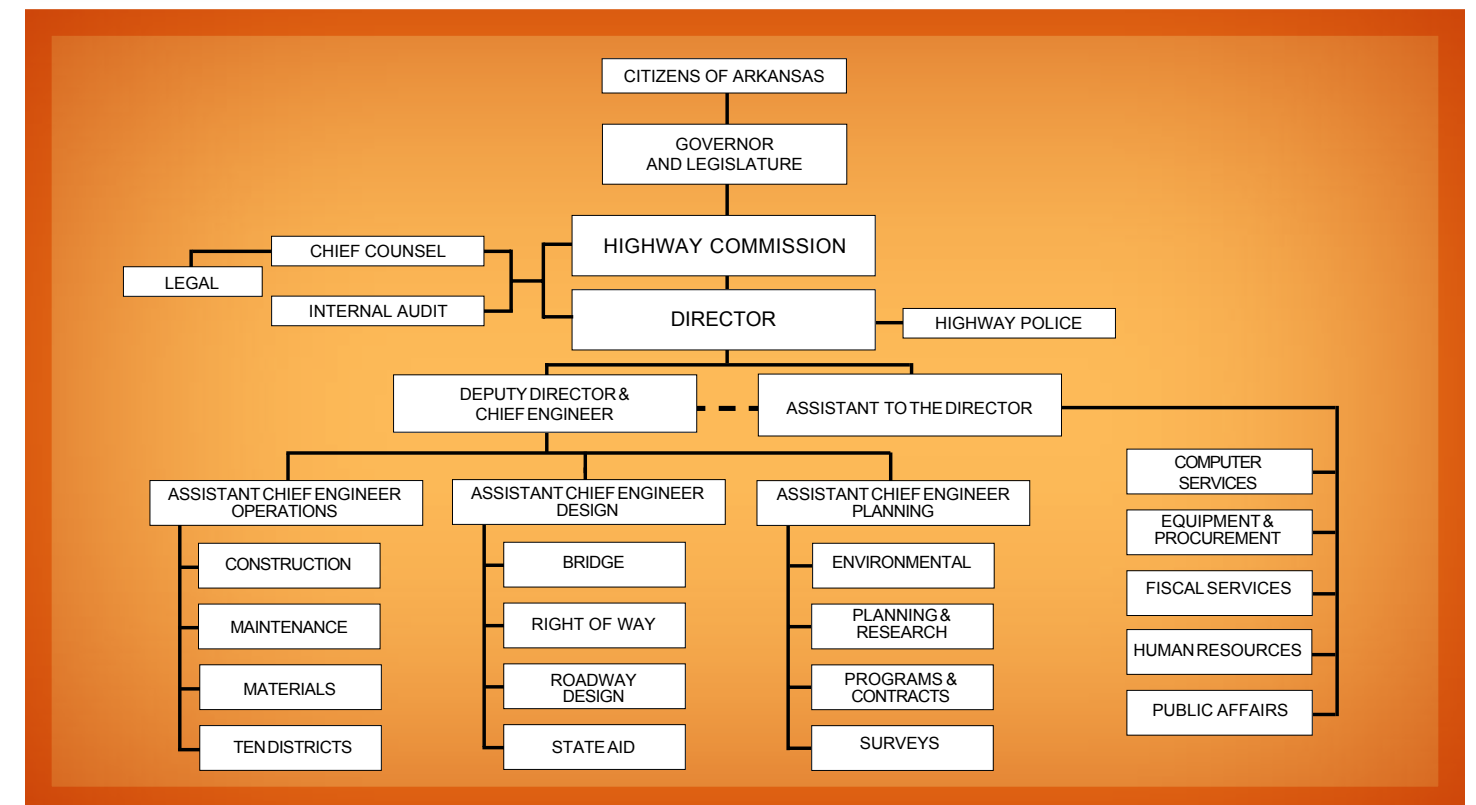 CITIZENS OF ARKANSAS
GOVERNOR
AND LEGISLATURE
HIGHWAY COMMISSION
CHIEF COUNSEL
LEGAL
INTERNAL AUDIT
DIRECTOR
HIGHWAY POLICE
DEPUTY DIRECTOR &
CHIEF ENGINEER
ASSISTANT TO THE DIRECTOR
ASSISTANT CHIEF ENGINEER
OPERATIONS
CONSTRUCTION
MAINTENANCE
MATERIALS
TEN DISTRICTS
ASSISTANT CHIEF ENGINEER
DESIGN
BRIDGE
RIGHT OF WAY
ROADWAY
DESIGN
STATE AID
ASSISTANT CHIEF ENGINEER
PLANNING
ENVIRONMENTAL
PLANNING &
RESEARCH
PROGRAMS &
CONTRACTS
SURVEYS
COMPUTER
SERVICES
EQUIPMENT &
PROCUREMENT
FISCAL SERVICES
HUMAN RESOURCES
PUBLIC AFFAIRS